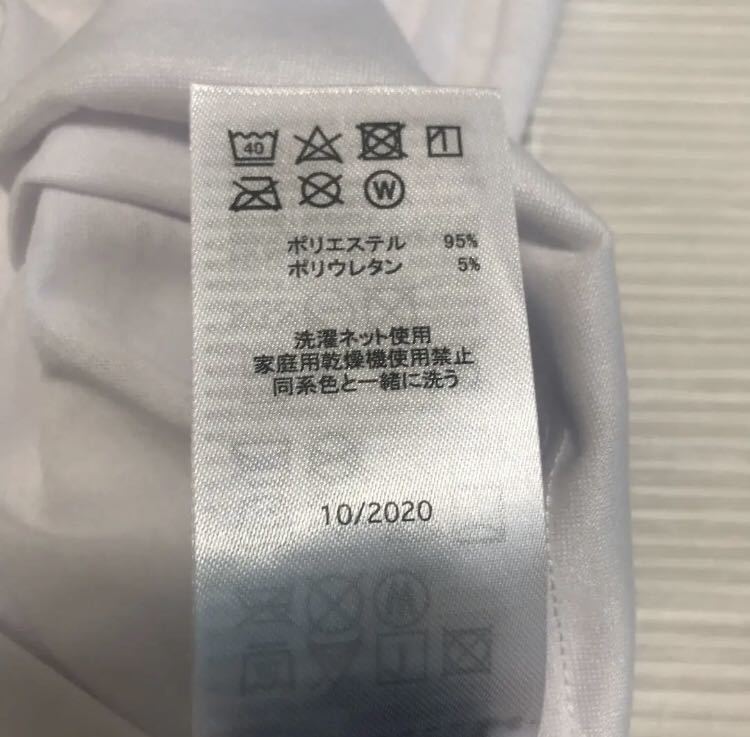 40
W
ポリエステル 95%
ポリウレタン 5%
洗濯ネット使用
家庭用乾燥機使用禁止
同系色と一緒に洗う
10/2020